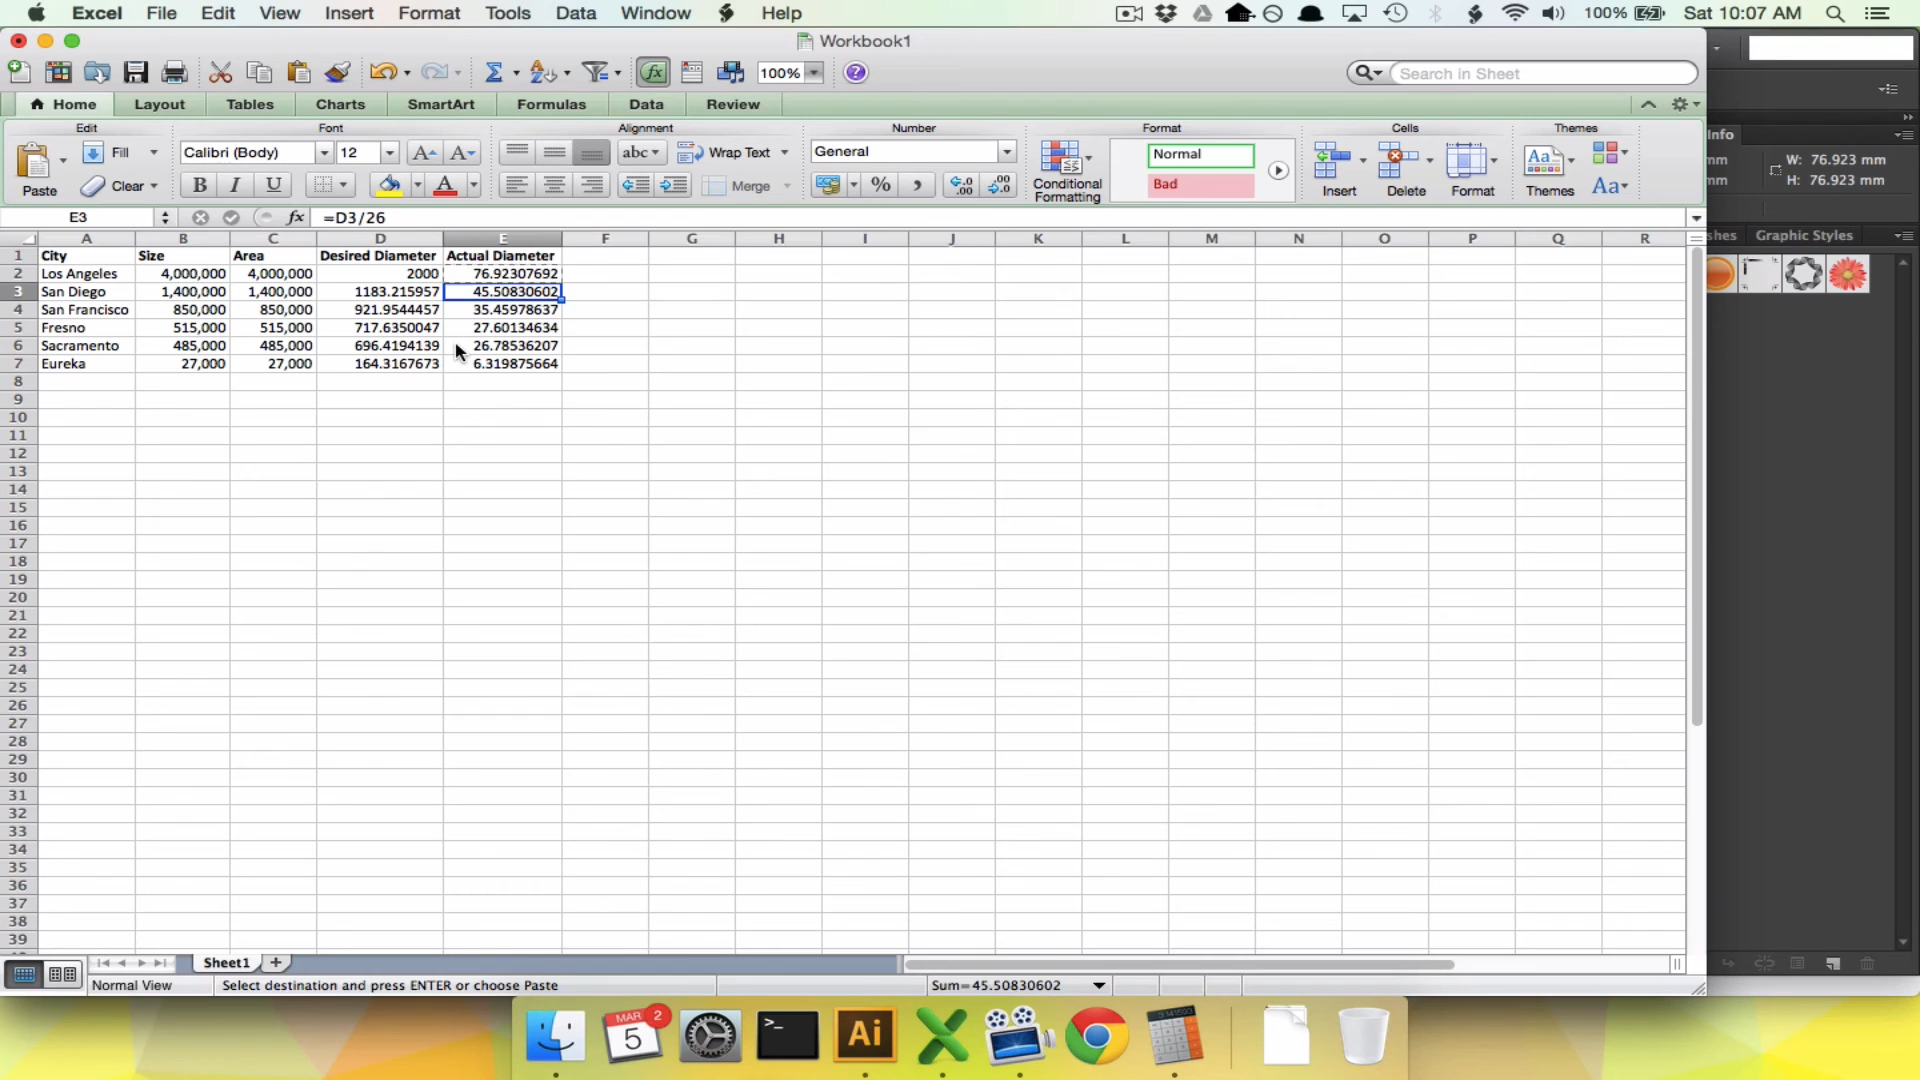 Excel File Edit View Insert Format Tools Data Window Help 100% Sat 10:07 AM
Workbook1
100% Search in Sheet
Home Layout Tables Charts SmartArt Formulas Data Review
Edit Font Alignment Number Format Cells Themes
Fill Calibri (Body) 12 A A abc Wrap Text General Normal
Paste Clear B I U A Merge % Conditional Formatting Bad Insert Delete Format Themes Aa
E3 fx =D3/26
A B C D E F G H I J K L M N O P Q R
1 City Size Area Desired Diameter Actual Diameter
2 Los Angeles 4,000,000 4,000,000 2000 76.92307692
3 San Diego 1,400,000 1,400,000 1183.215957 45.50830602
4 San Francisco 850,000 850,000 921.9544457 35.45978637
5 Fresno 515,000 515,000 717.6350047 27.60134634
6 Sacramento 485,000 485,000 696.4194139 26.78536207
7 Eureka 27,000 27,000 164.3167673 6.319875664
8
9
10
11
12
13
14
15
16
17
18
19
20
21
22
23
24
25
26
27
28
29
30
31
32
33
34
35
36
37
38
39
Sheet1
Normal View Select destination and press ENTER or choose Paste Sum=45.50830602
Info
mm W: 76.923 mm
mm H: 76.923 mm
shes Graphic Styles
MAR 2
5
Ai